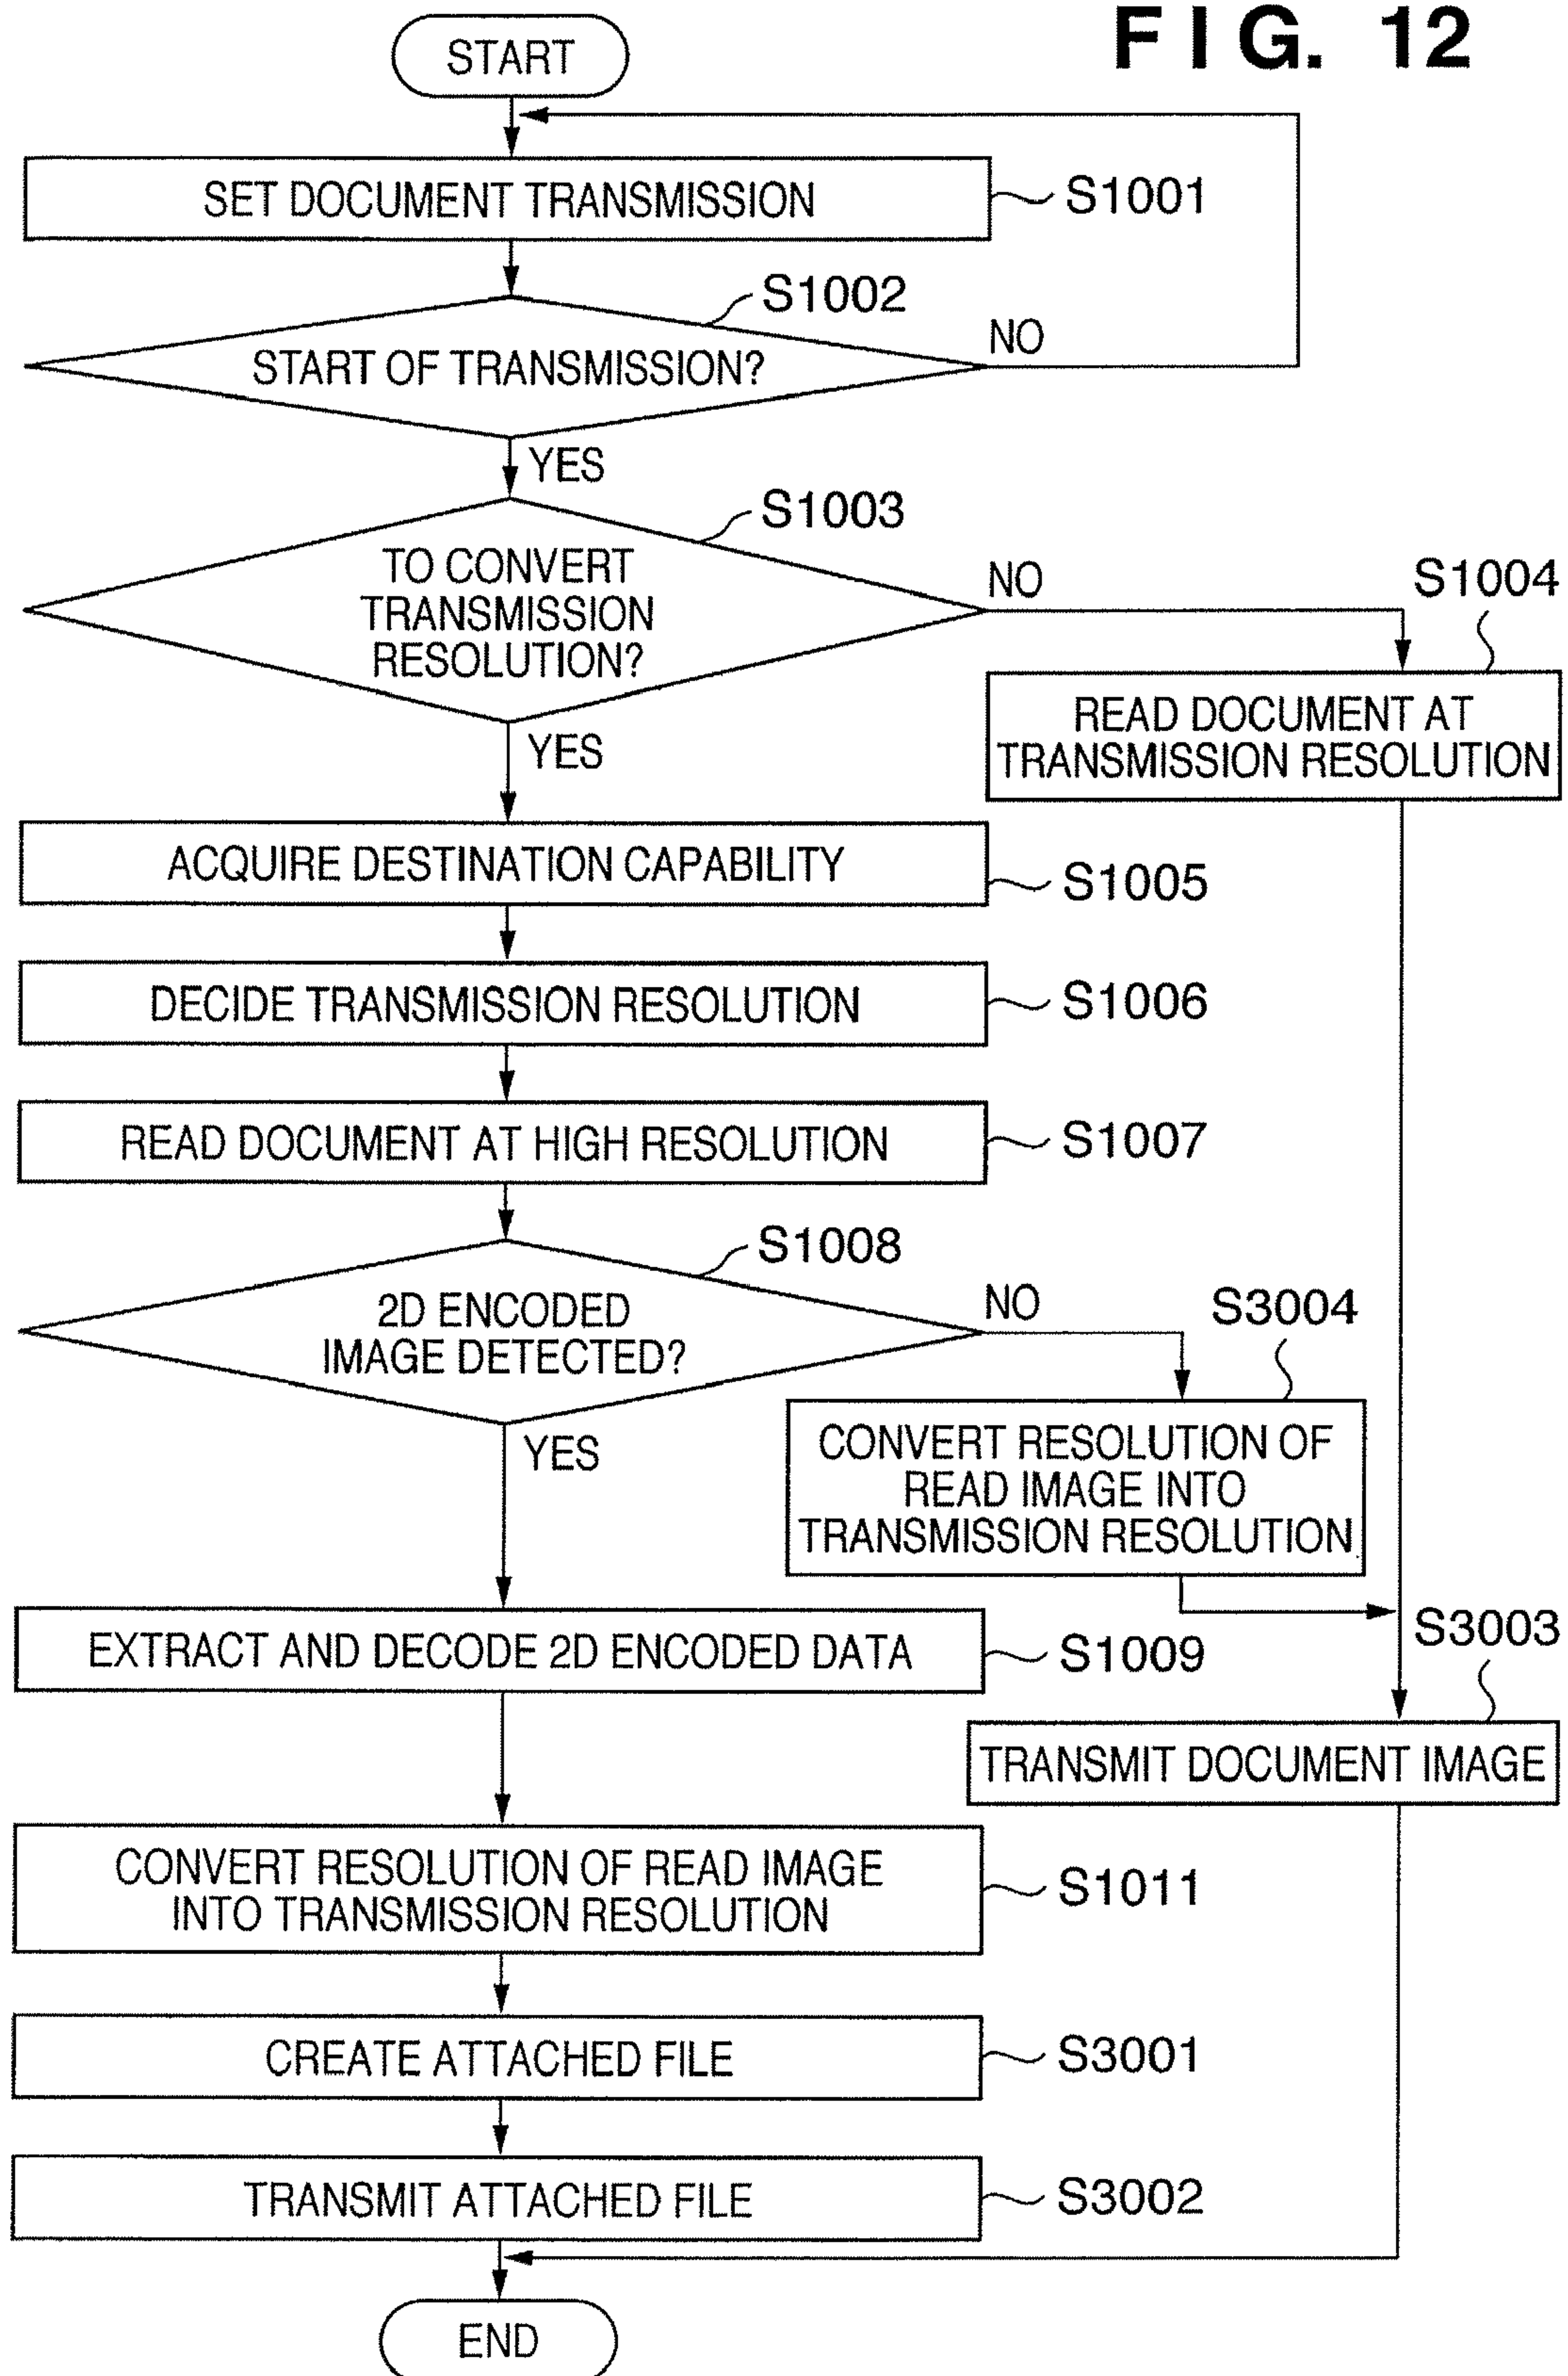 FIG. 12
START
SET DOCUMENT TRANSMISSION
S1001
S1002
START OF TRANSMISSION?
NO
YES
S1003
TO CONVERT
TRANSMISSION
RESOLUTION?
NO
YES
S1004
READ DOCUMENT AT
TRANSMISSION RESOLUTION
ACQUIRE DESTINATION CAPABILITY
S1005
DECIDE TRANSMISSION RESOLUTION
S1006
READ DOCUMENT AT HIGH RESOLUTION
S1007
S1008
2D ENCODED
IMAGE DETECTED?
NO
YES
S3004
CONVERT RESOLUTION OF
READ IMAGE INTO
TRANSMISSION RESOLUTION
EXTRACT AND DECODE 2D ENCODED DATA
S1009
S3003
TRANSMIT DOCUMENT IMAGE
CONVERT RESOLUTION OF READ IMAGE
INTO TRANSMISSION RESOLUTION
S1011
CREATE ATTACHED FILE
S3001
TRANSMIT ATTACHED FILE
S3002
END